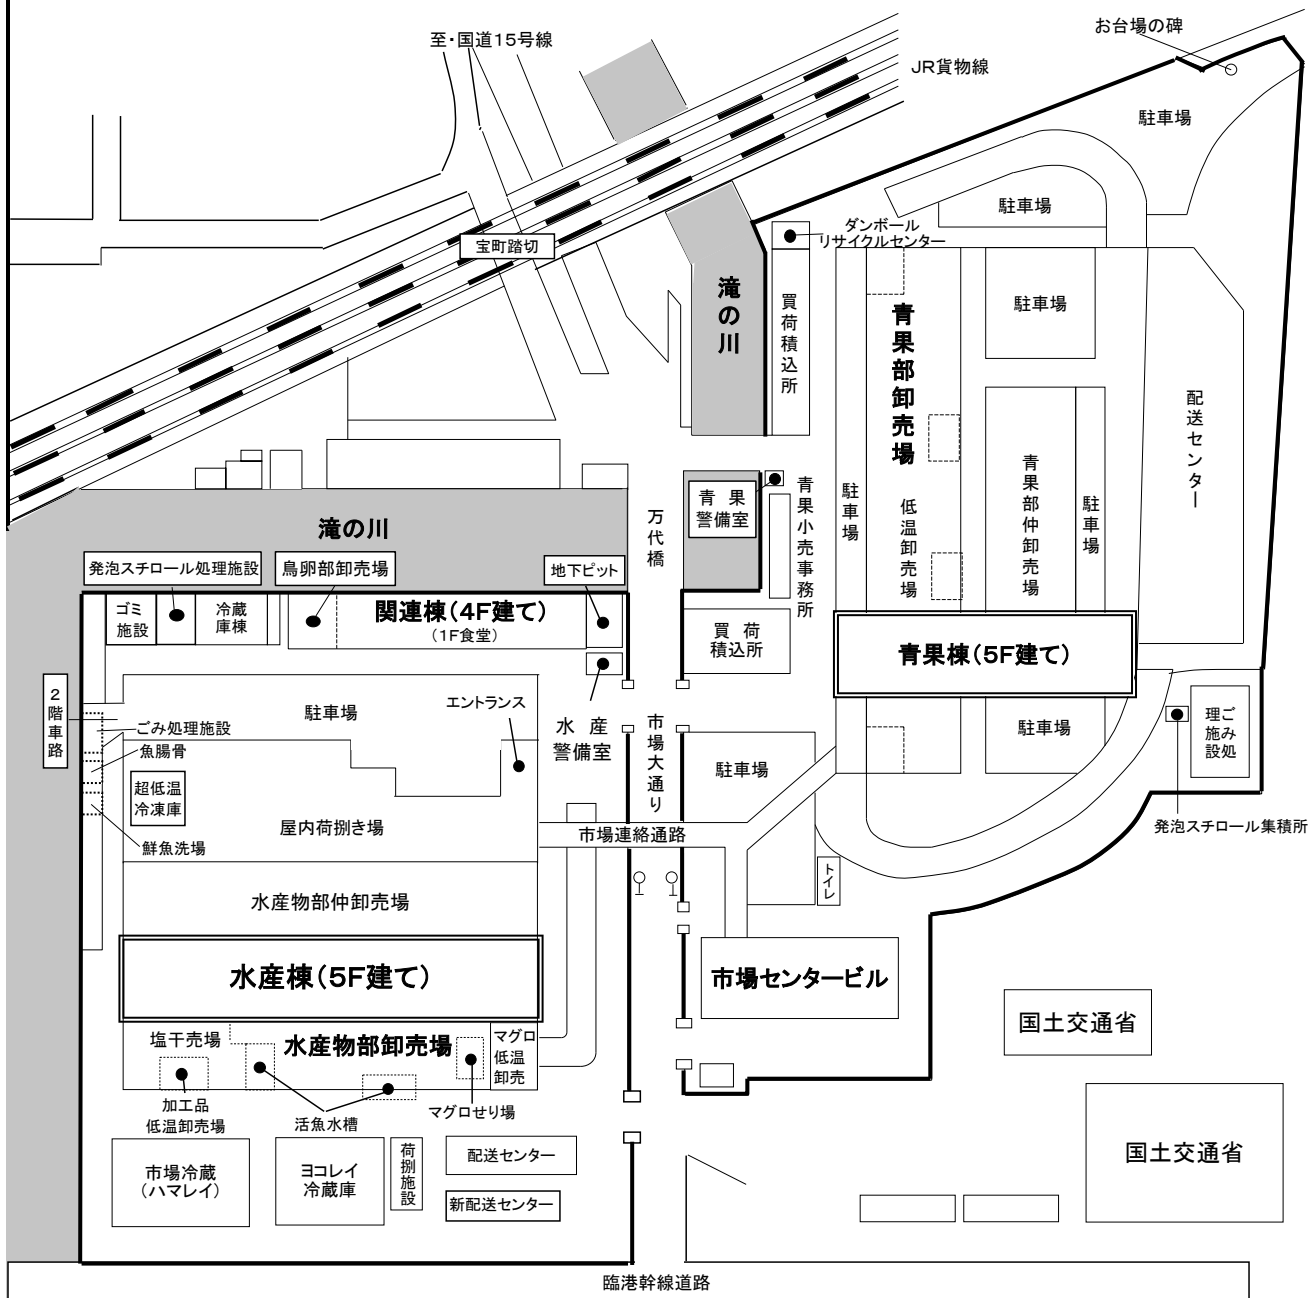 お台場の碑
至・国道15号線
JR貨物線
駐車場
駐車場
ダンボール
リサイクルセンター
宝町踏切
滝の川
買荷積込所
青果部卸売場
駐車場
配送センター
青果部仲卸売場
駐車場
駐車場
低温卸売場
青果
警備室
青果小売事務所
万代橋
滝の川
発泡スチロール処理施設
鳥卵部卸売場
地下ピット
ゴミ
施設
冷蔵
庫棟
関連棟(4F建て)
(1F食堂)
買荷
積込所
青果棟(5F建て)
2階車路
駐車場
エントランス
水産
警備室
市場大通り
駐車場
駐車場
ごみ処理施設
ごみ処理施設
魚腸骨
超低温
冷凍庫
鮮魚洗場
屋内荷捌き場
市場連絡通路
発泡スチロール集積所
トイレ
水産物部仲卸売場
水産棟(5F建て)
市場センタービル
塩干売場
水産物部卸売場
マグロ
低温
卸売
国土交通省
加工品
低温卸売場
活魚水槽
マグロせり場
市場冷蔵
(ハマレイ)
ヨコレイ
冷蔵庫
荷捌施設
配送センター
新配送センター
国土交通省
臨港幹線道路